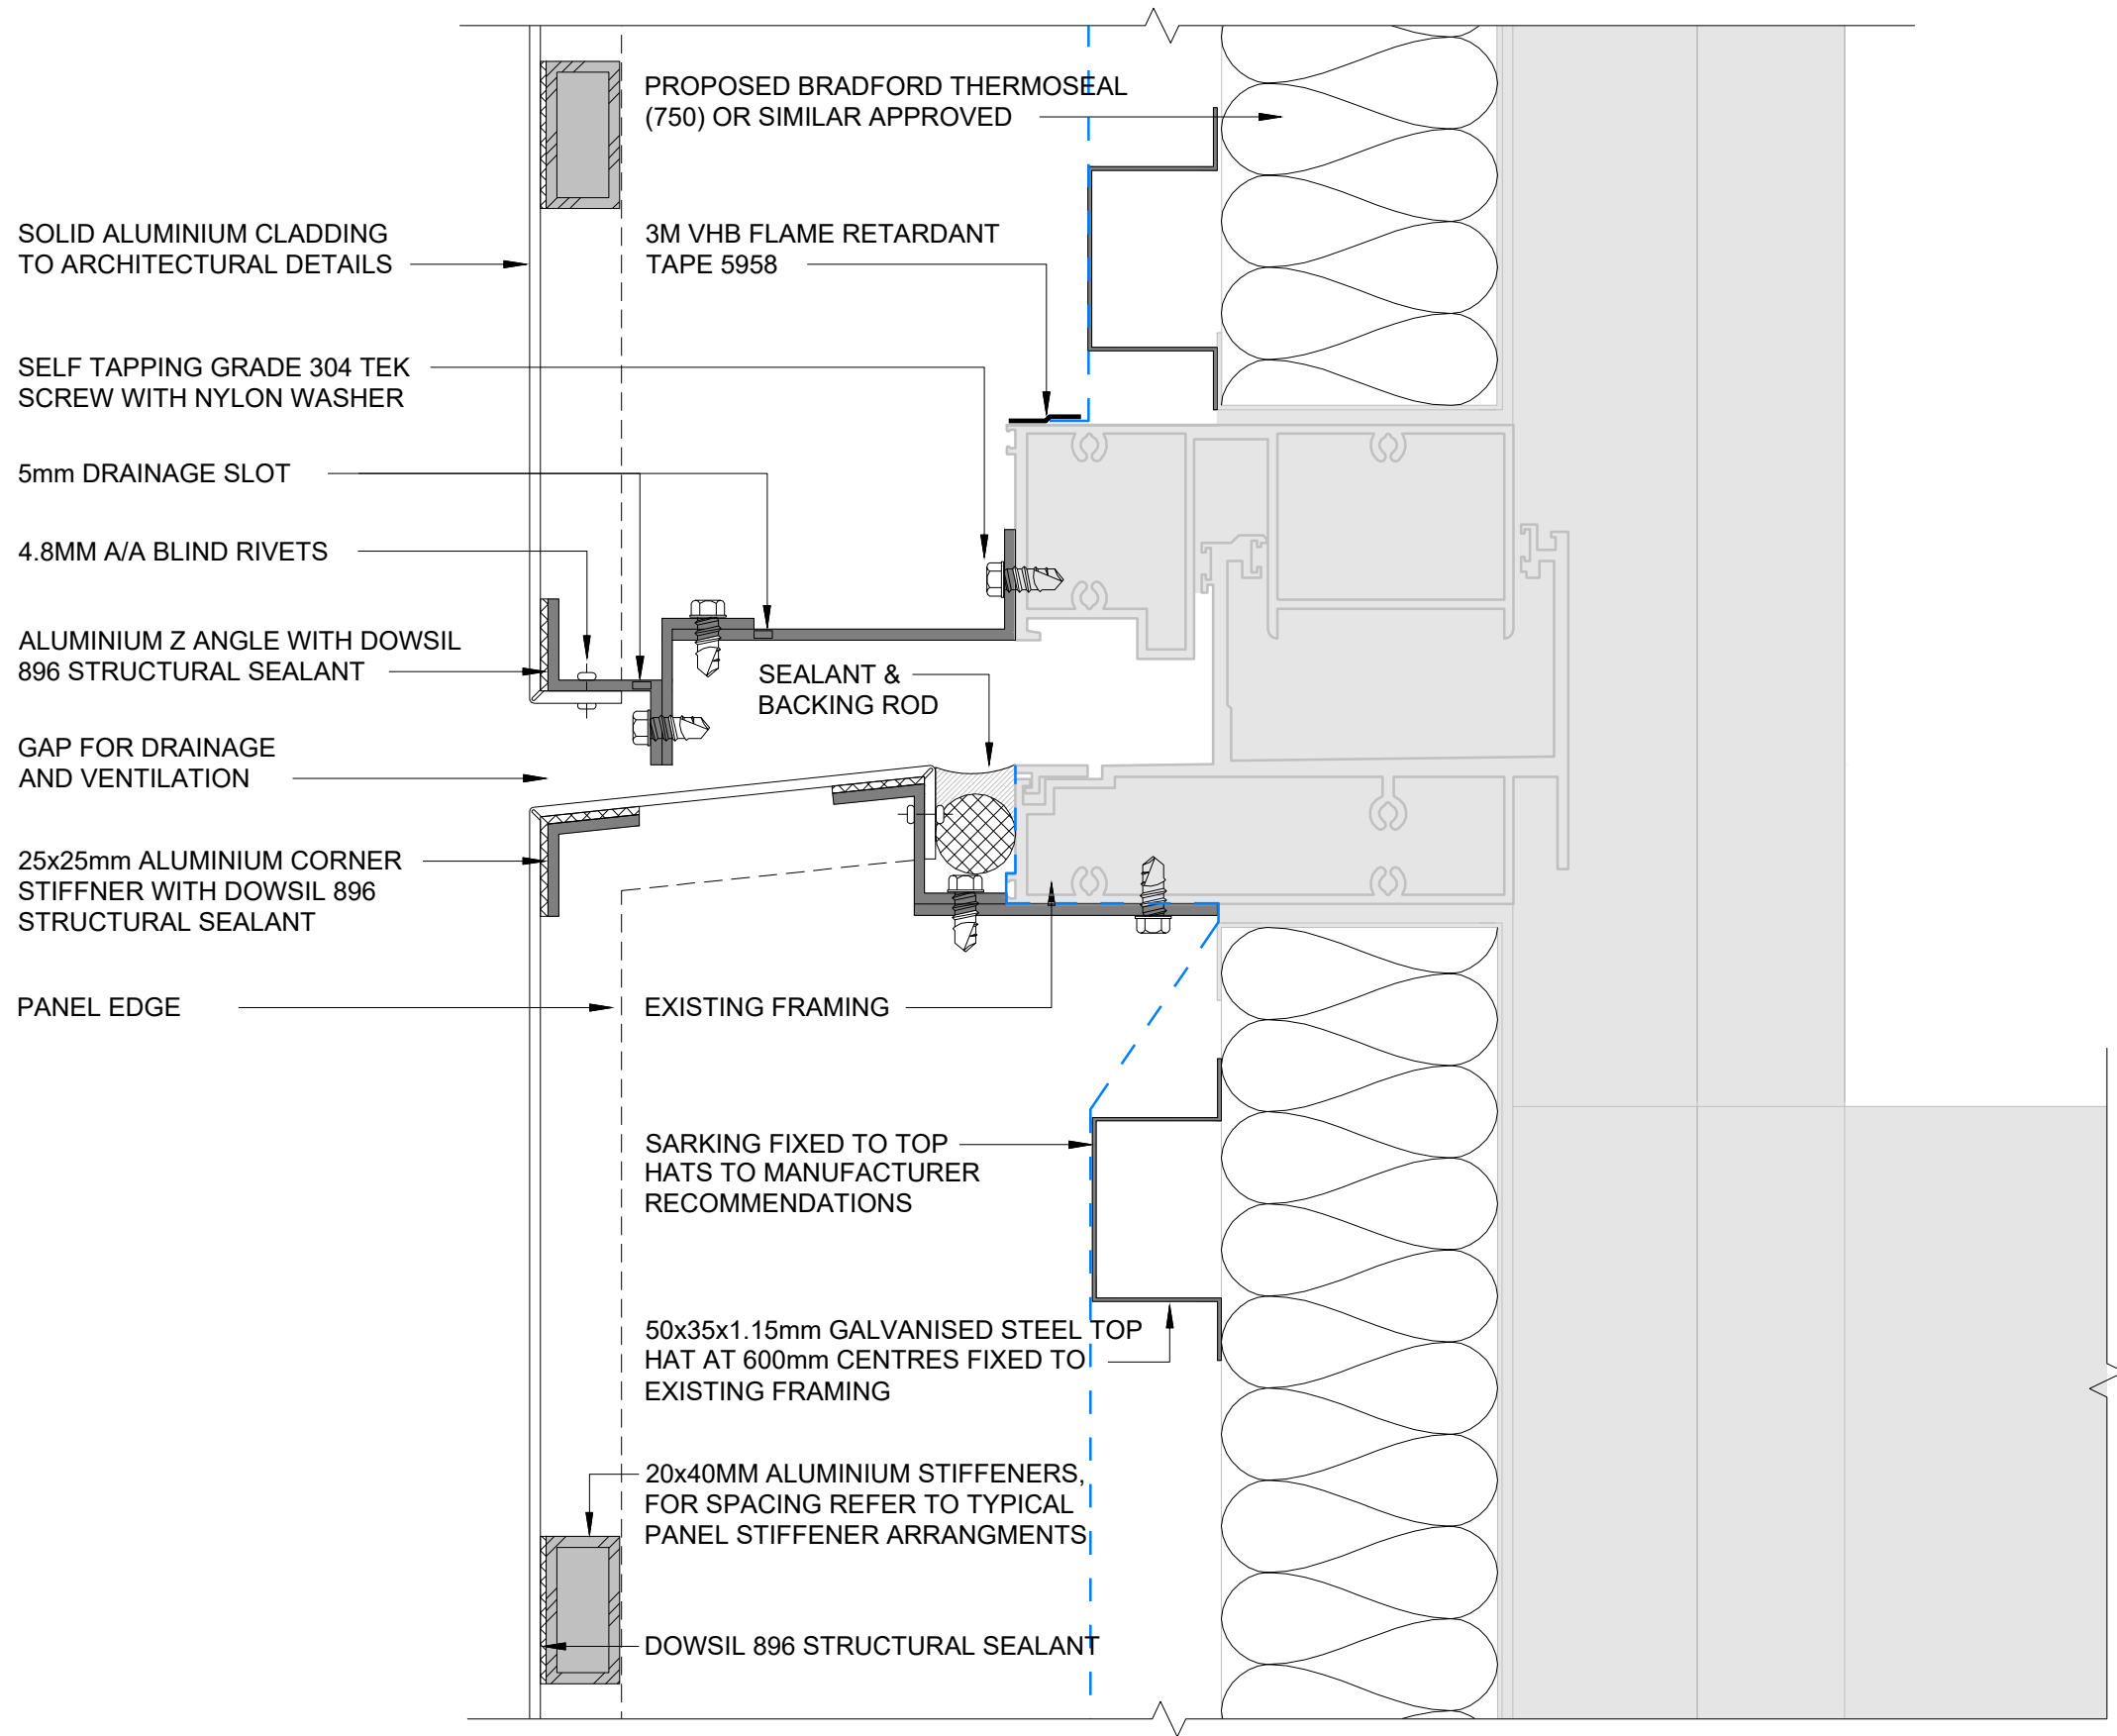 PROPOSED BRADFORD THERMOSEAL
(750) OR SIMILAR APPROVED
SOLID ALUMINIUM CLADDING
TO ARCHITECTURAL DETAILS
3M VHB FLAME RETARDANT
TAPE 5958
SELF TAPPING GRADE 304 TEK
SCREW WITH NYLON WASHER
5mm DRAINAGE SLOT
4.8MM A/A BLIND RIVETS
ALUMINIUM Z ANGLE WITH DOWSIL
896 STRUCTURAL SEALANT
SEALANT &
BACKING ROD
GAP FOR DRAINAGE
AND VENTILATION
25x25mm ALUMINIUM CORNER
STIFFNER WITH DOWSIL 896
STRUCTURAL SEALANT
PANEL EDGE
EXISTING FRAMING
SARKING FIXED TO TOP
HATS TO MANUFACTURER
RECOMMENDATIONS
50x35x1.15mm GALVANISED STEEL TOP
HAT AT 600mm CENTRES FIXED TO
EXISTING FRAMING
20x40MM ALUMINIUM STIFFENERS,
FOR SPACING REFER TO TYPICAL
PANEL STIFFENER ARRANGMENTS
DOWSIL 896 STRUCTURAL SEALANT